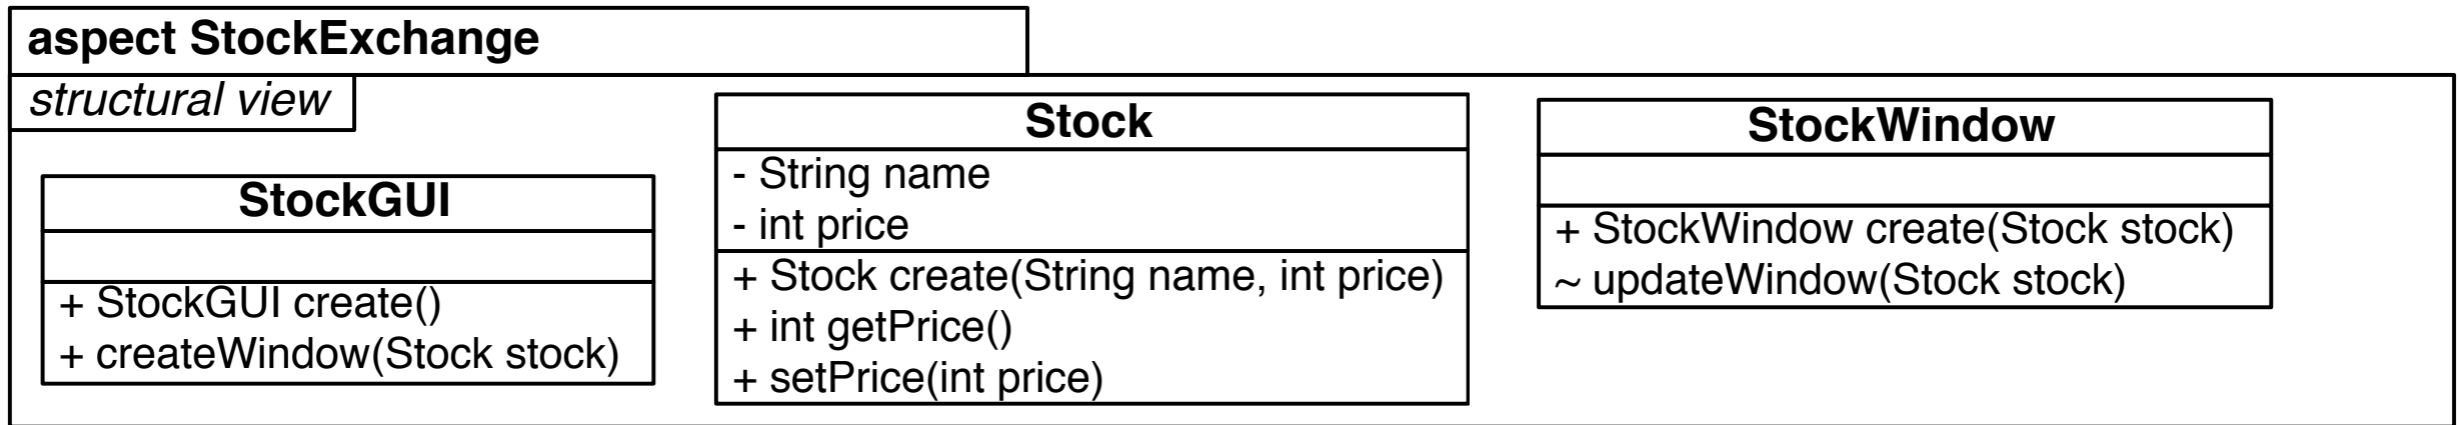 aspect StockExchange
structural view
StockGUI
+ StockGUI create()
+ createWindow(Stock stock)
Stock
- String name
- int price
+ Stock create(String name, int price)
+ int getPrice()
+ setPrice(int price)
StockWindow
+ StockWindow create(Stock stock)
~ updateWindow(Stock stock)